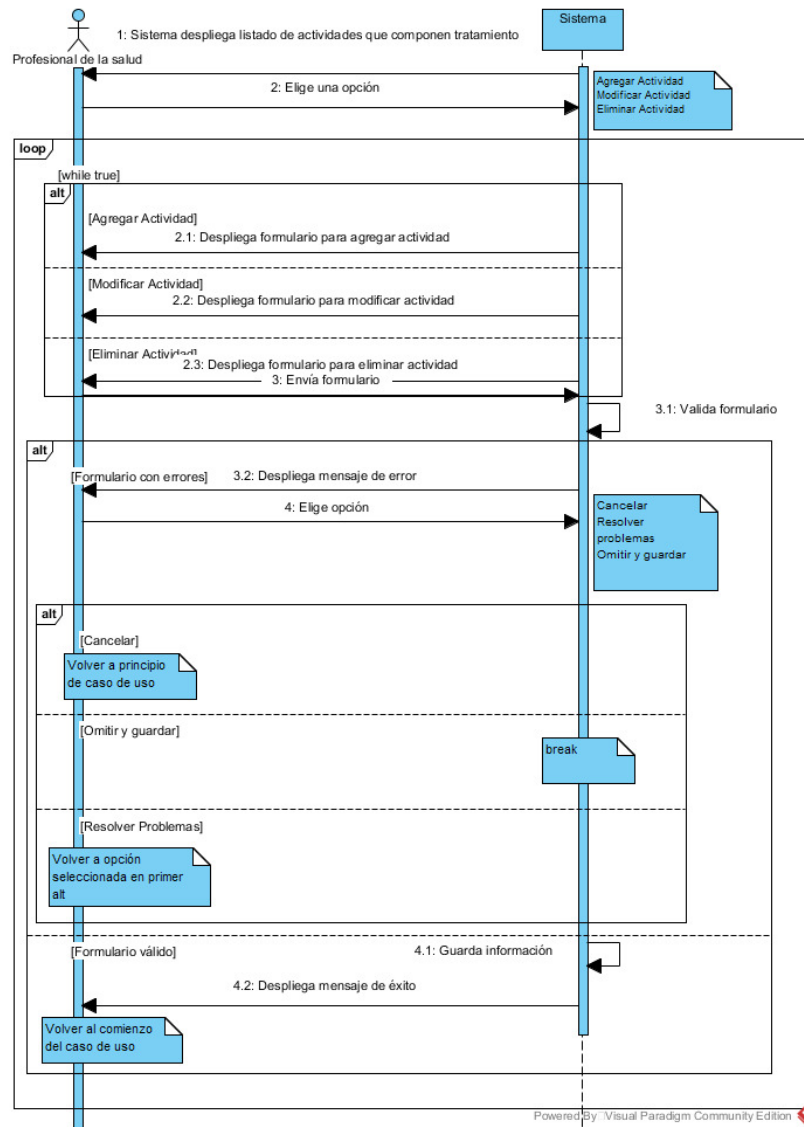 Sistema
1: Sistema despliega listado de actividades que componen tratamiento
Profesional de la salud
2: Elige una opción
Agregar Actividad
Modificar Actividad
Eliminar Actividad
loop
[while true]
alt
[Agregar Actividad]
2.1: Despliega formulario para agregar actividad
[Modificar Actividad]
2.2: Despliega formulario para modificar actividad
[Eliminar Actividad]
2.3: Despliega formulario para eliminar actividad
3: Envía formulario
3.1: Valida formulario
alt
[Formulario con errores]
3.2: Despliega mensaje de error
4: Elige opción
Cancelar
Resolver
problemas
Omitir y guardar
alt
[Cancelar]
Volver a principio
de caso de uso
[Omitir y guardar]
break
[Resolver Problemas]
Volver a opción
seleccionada en primer
alt
[Formulario válido]
4.1: Guarda información
4.2: Despliega mensaje de éxito
Volver al comienzo
del caso de uso
Powered By Visual Paradigm Community Edition